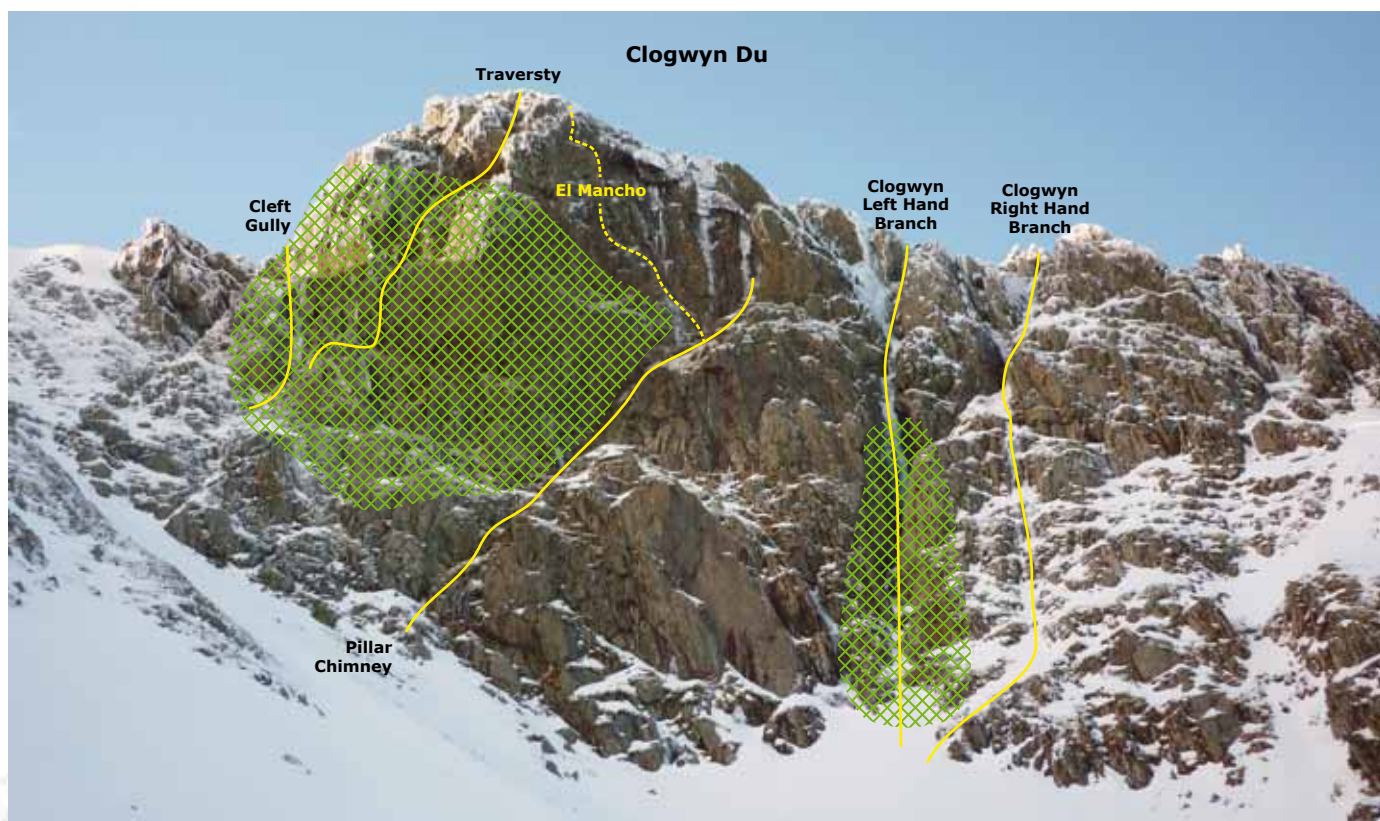 Clogwyn Du
Traversty
Cleft
Gully
El Mancho
Clogwyn
Left Hand
Branch
Clogwyn
Right Hand
Branch
Pillar
Chimney